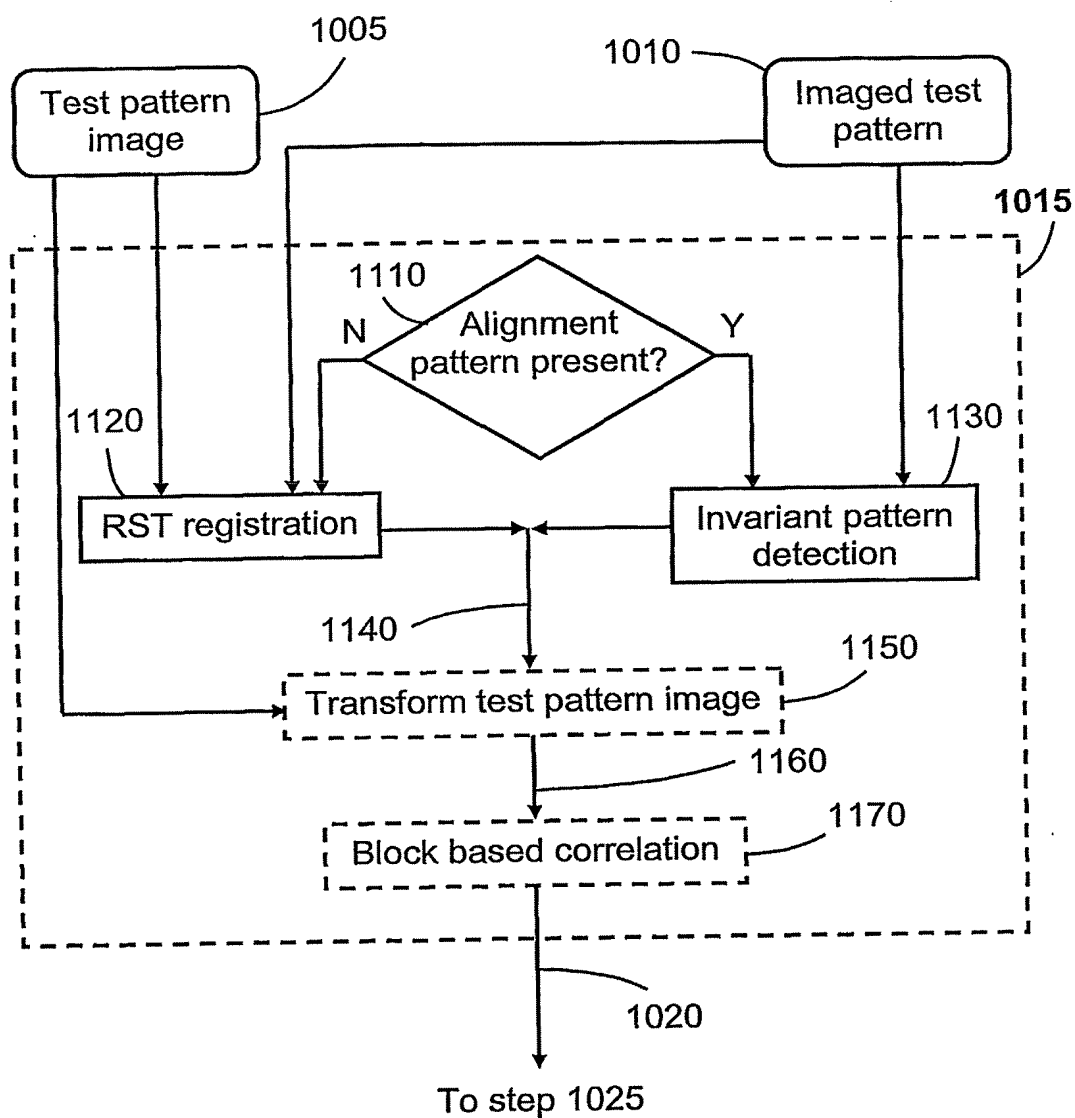 1005
1010
Test pattern
image
Imaged test
pattern
1015
1110
N
Alignment
pattern present?
Y
1120
1130
RST registration
Invariant pattern
detection
1140
1150
Transform test pattern image
1160
1170
Block based correlation
1020
To step 1025